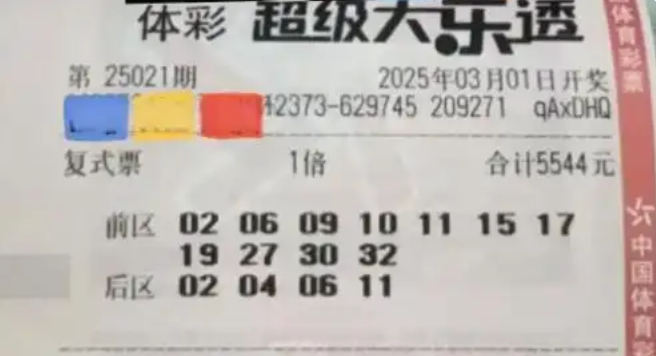 体彩 超级大乐透
第 25021期 2025年03月01日开奖
2373-629745 209271 qAxDHQ
复式票 1倍 合计5544元
前区 02 06 09 10 11 15 17
19 27 30 32
后区 02 04 06 11
国体育彩票
中国体育彩